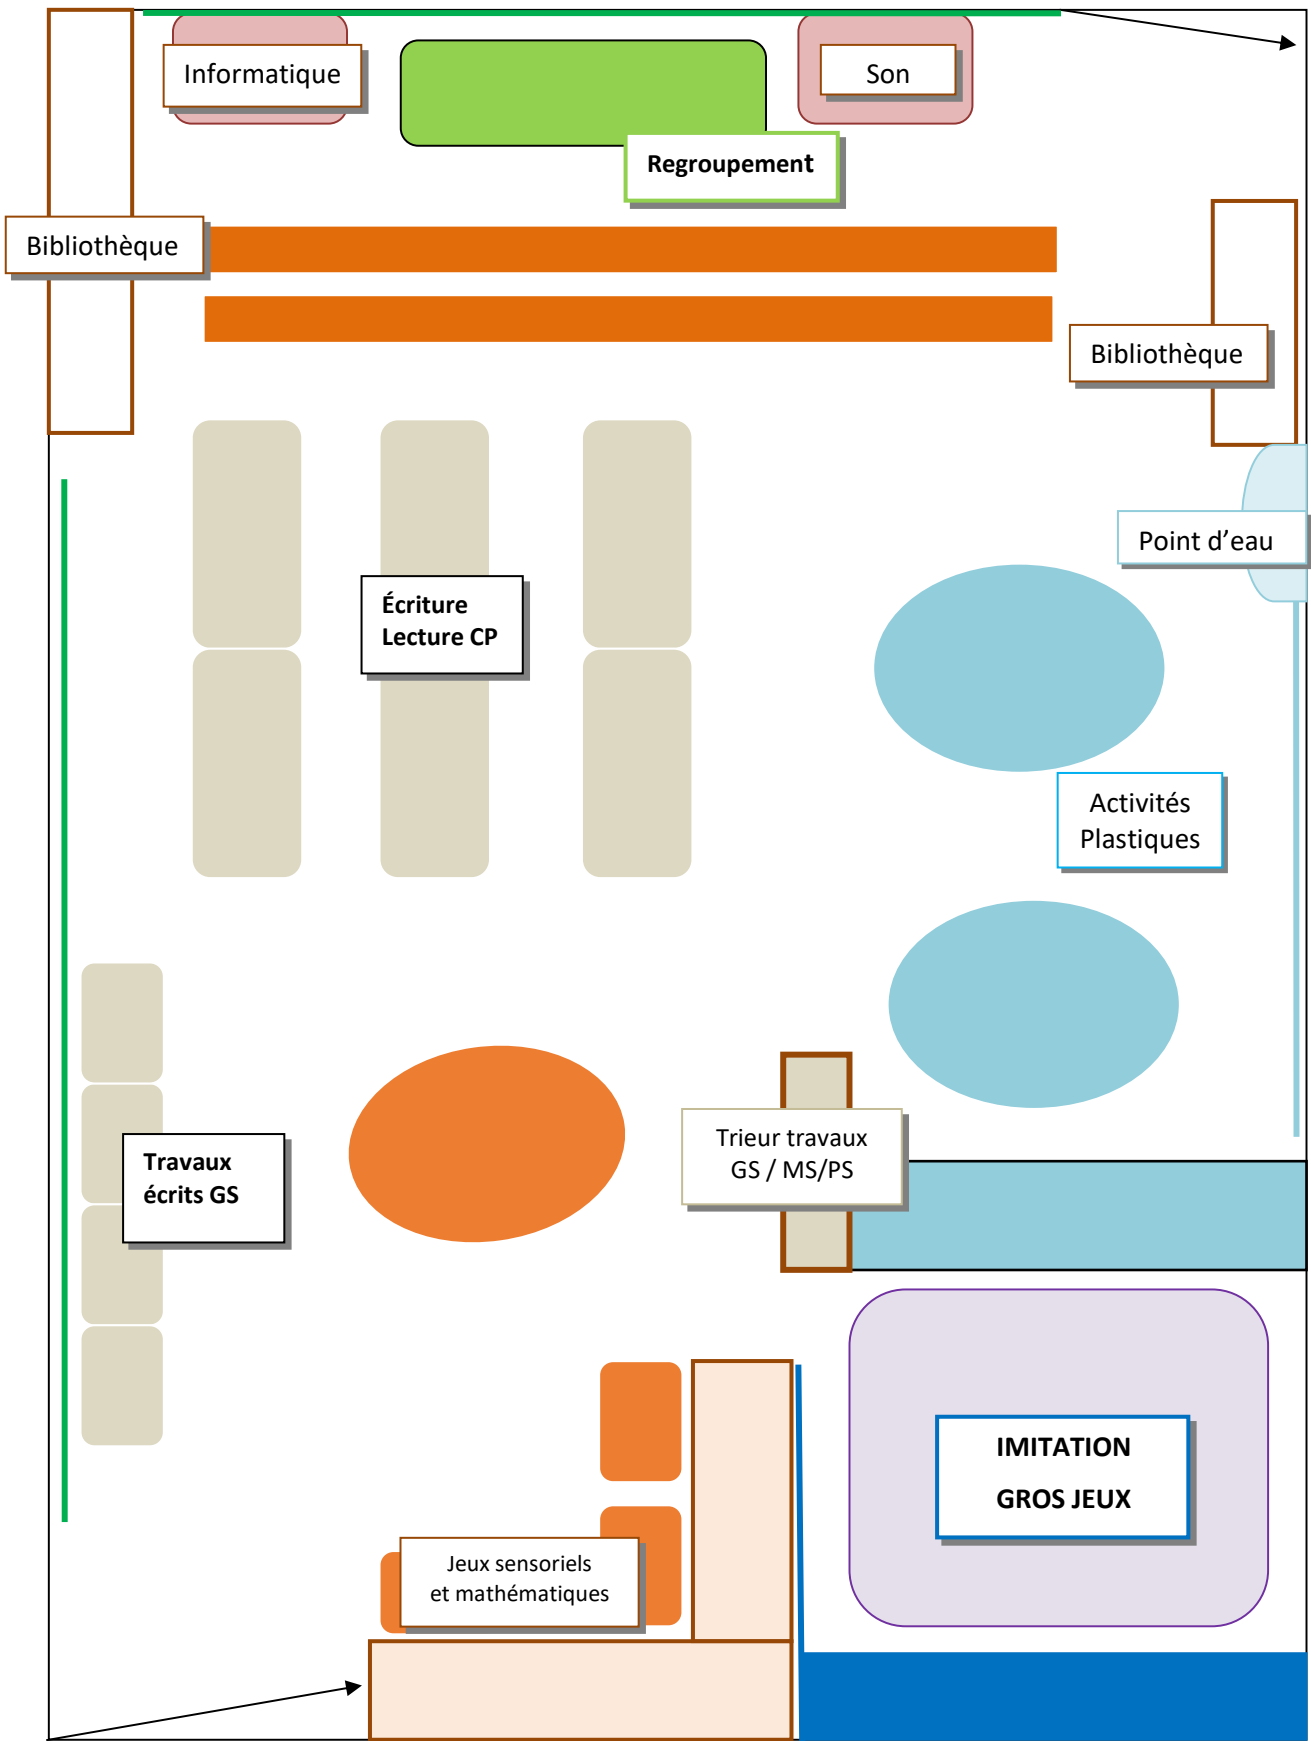 Informatique
Son
Regroupement
Bibliothèque
Bibliothèque
Point d’eau
Écriture
Lecture CP
Activités
Plastiques
Trieur travaux
GS / MS/PS
Travaux
écrits GS
IMITATION
GROS JEUX
Jeux sensoriels
et mathématiques